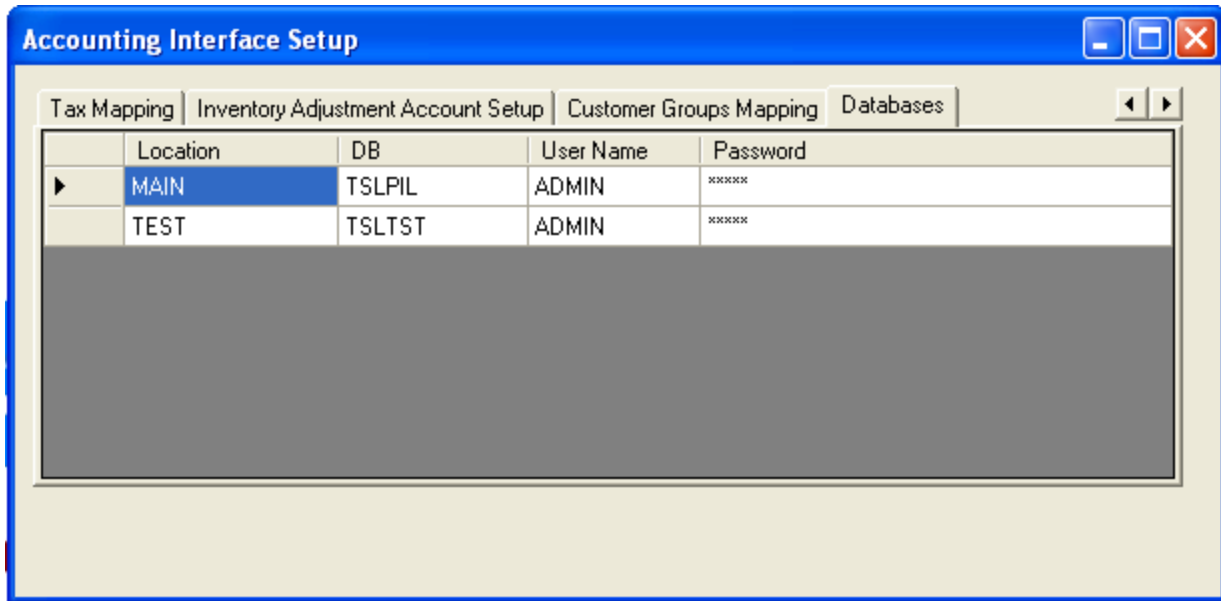 Accounting Interface Setup
Tax Mapping Inventory Adjustment Account Setup Customer Groups Mapping Databases
Location DB User Name Password
MAIN TSLPIL ADMIN *****
TEST TSLTST ADMIN *****